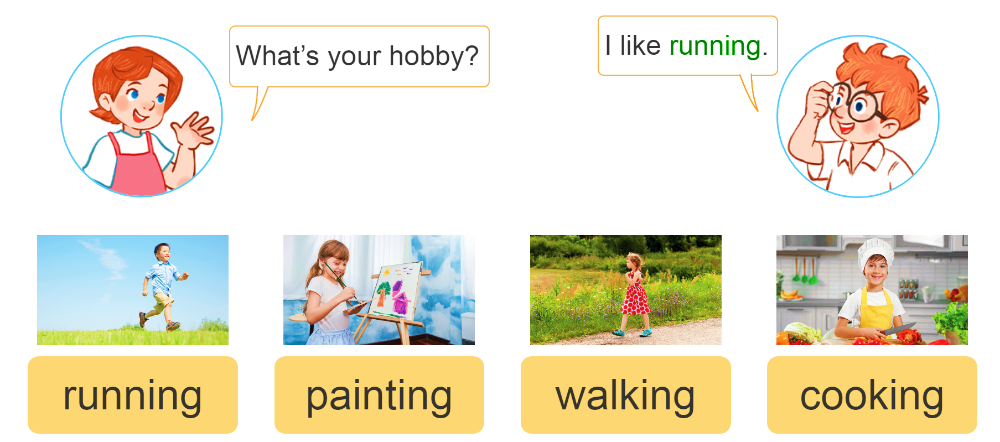 What’s your hobby?
I like running.
running
painting
walking
cooking